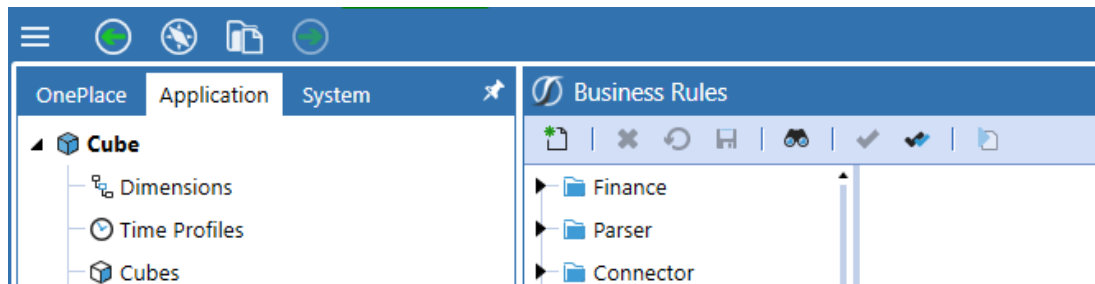 OnePlace Application System
Business Rules
Cube
Dimensions
Time Profiles
Cubes
Finance
Parser
Connector